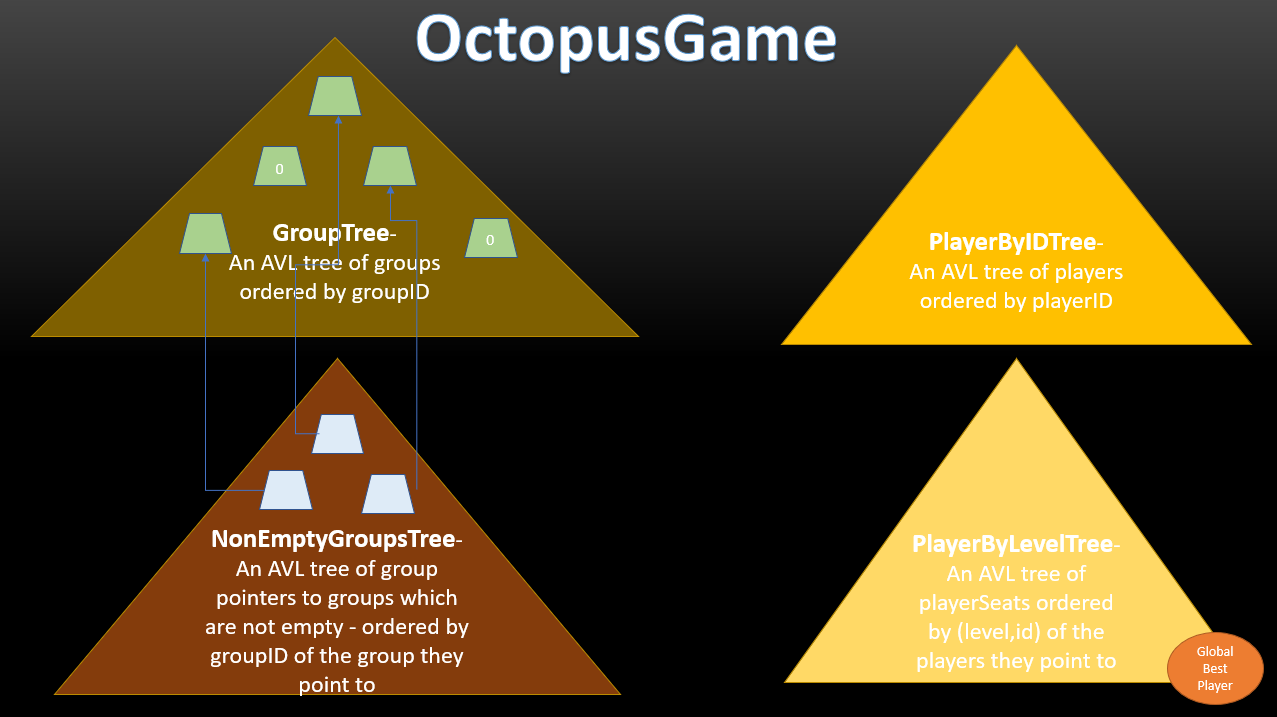 OctopusGame
0
0
GroupTree-
An AVL tree of groups
ordered by groupID
PlayerByIDTree-
An AVL tree of players
ordered by playerID
NonEmptyGroupsTree-
An AVL tree of group
pointers to groups which
are not empty - ordered by
groupID of the group they
point to
PlayerByLevelTree-
An AVL tree of
playerSeats ordered
by (level,id) of the
players they point to
Global
Best
Player